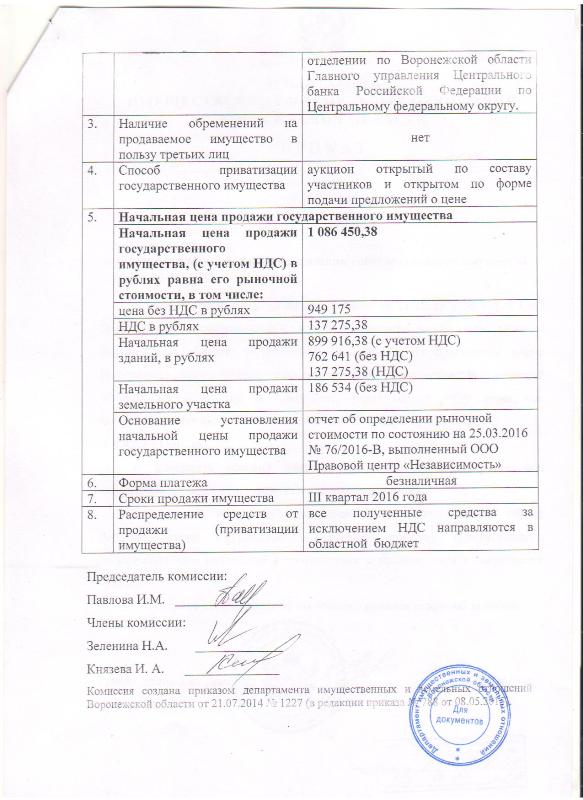 отделении по Воронежской области
Главного управления Центрального
банка Российской Федерации по
Центральному федеральному округу.
3. Наличие обременений на
продаваемое имущество в
пользу третьих лиц
нет
4. Способ приватизации
государственного имущества
аукцион открытый по составу
участников и открытом по форме
подачи предложений о цене
5. Начальная цена продажи государственного имущества
Начальная цена продажи
государственного
имущества, (с учетом НДС) в
рублях равна его рыночной
стоимости, в том числе:
1 086 450,38
цена без НДС в рублях
949 175
НДС в рублях
137 275,38
Начальная цена продажи
зданий, в рублях
899 916,38 (с учетом НДС)
762 641 (без НДС)
137 275,38 (НДС)
Начальная цена продажи
земельного участка
186 534 (без НДС)
Основание установления
начальной цены продажи
государственного имущества
отчет об определении рыночной
стоимости по состоянию на 25.03.2016
№ 76/2016-В, выполненный ООО
Правовой центр «Независимость»
6. Форма платежа
безналичная
7. Сроки продажи имущества
III квартал 2016 года
8. Распределение средств от
продажи (приватизации
имущества)
все полученные средства за
исключением НДС направляются в
областной бюджет
Председатель комиссии:
Павлова И.М.
Члены комиссии:
Зеленина Н.А.
Князева И. А.
Комиссия создана приказом департамента имущественных и земельных отношений
Воронежской области от 21.07.2014 № 1227 (в редакции приказа от 08.05.
Департамент имущественных и земельных отношений
Воронежской области
Для
документов